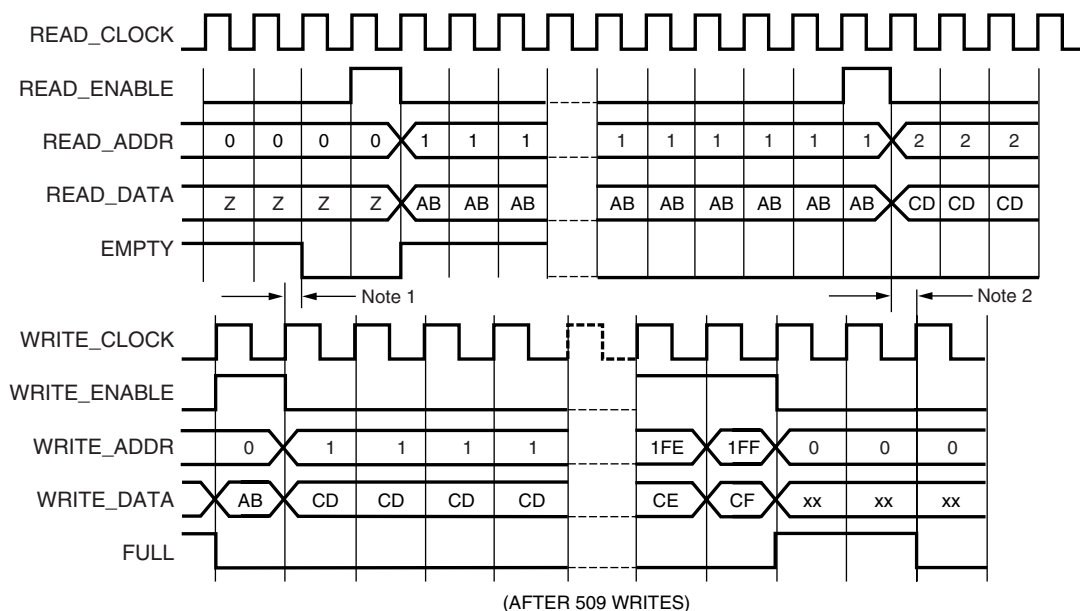 READ_CLOCK
READ_ENABLE
READ_ADDR 0 0 0 0 1 1 1 1 1 1 1 1 1 2 2 2
READ_DATA Z Z Z Z AB AB AB AB AB AB AB AB AB CD CD CD
EMPTY
Note 1 Note 2
WRITE_CLOCK
WRITE_ENABLE
WRITE_ADDR 0 1 1 1 1 1FE 1FF 0 0 0
WRITE_DATA AB CD CD CD CD CE CF xx xx xx
FULL
(AFTER 509 WRITES)